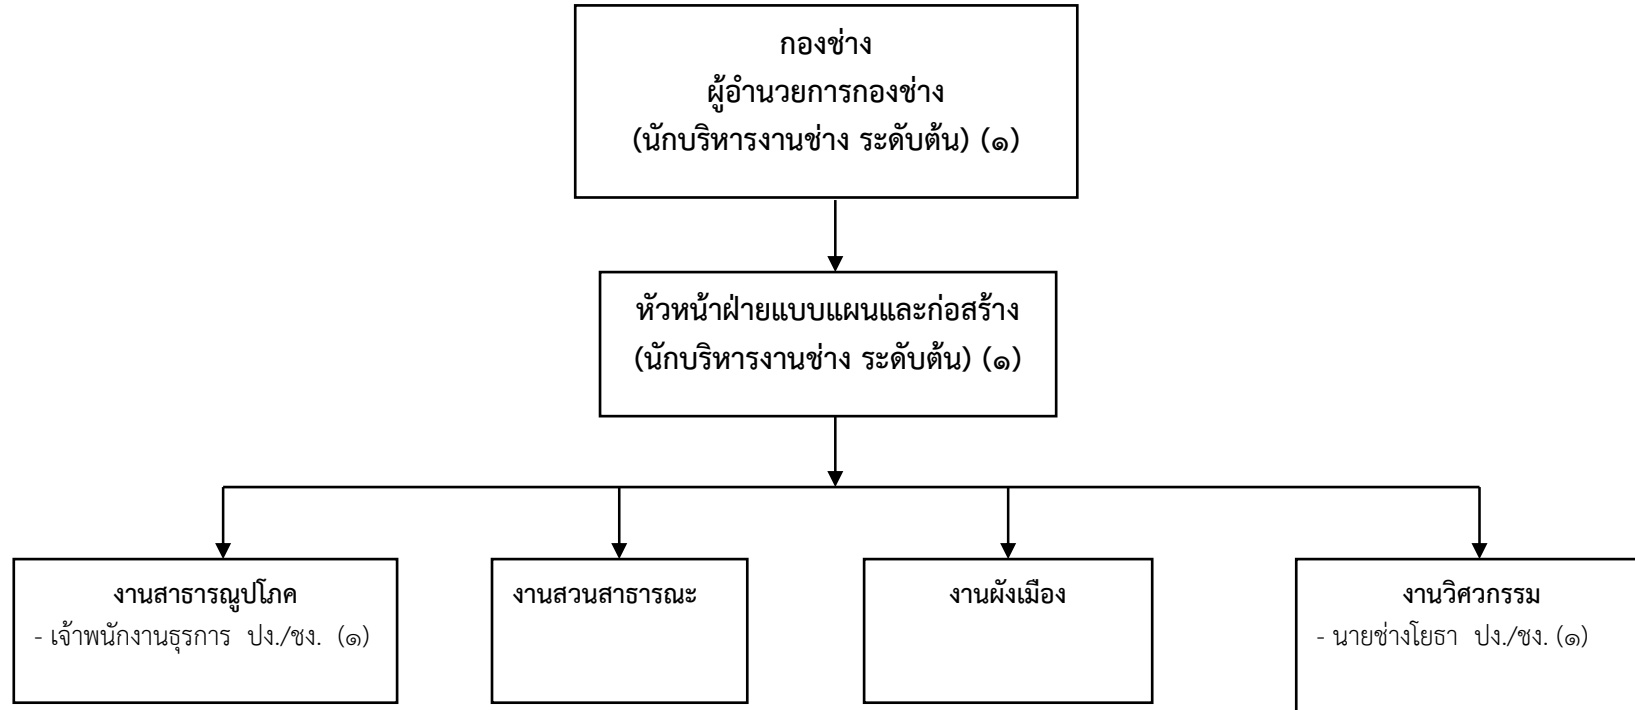 กองช่าง
ผู้อำนวยการกองช่าง
(นักบริหารงานช่าง ระดับต้น) (๑)
หัวหน้าฝ่ายแบบแผนและก่อสร้าง
(นักบริหารงานช่าง ระดับต้น) (๑)
งานสาธารณูปโภค
- เจ้าพนักงานธุรการ ปง./ชง. (๑)
งานสวนสาธารณะ
งานผังเมือง
งานวิศวกรรม
- นายช่างโยธา ปง./ชง. (๑)